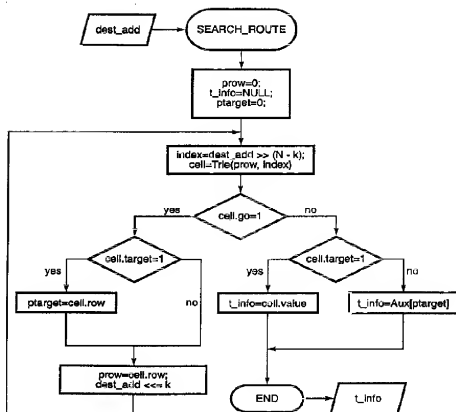 dest_add
SEARCH_ROUTE
prow=0;
t_info=NULL;
ptarget=0;
index=dest_add >> (N - k);
cell=Trie(prow, index)
yes
cell.go=1
no
cell.target=1
cell.target=1
yes
no
yes
no
ptarget=cell.row
t_info=cell.value
t_info=Aux[ptarget]
prow=cell.row;
dest_add <<= k
END
t_info